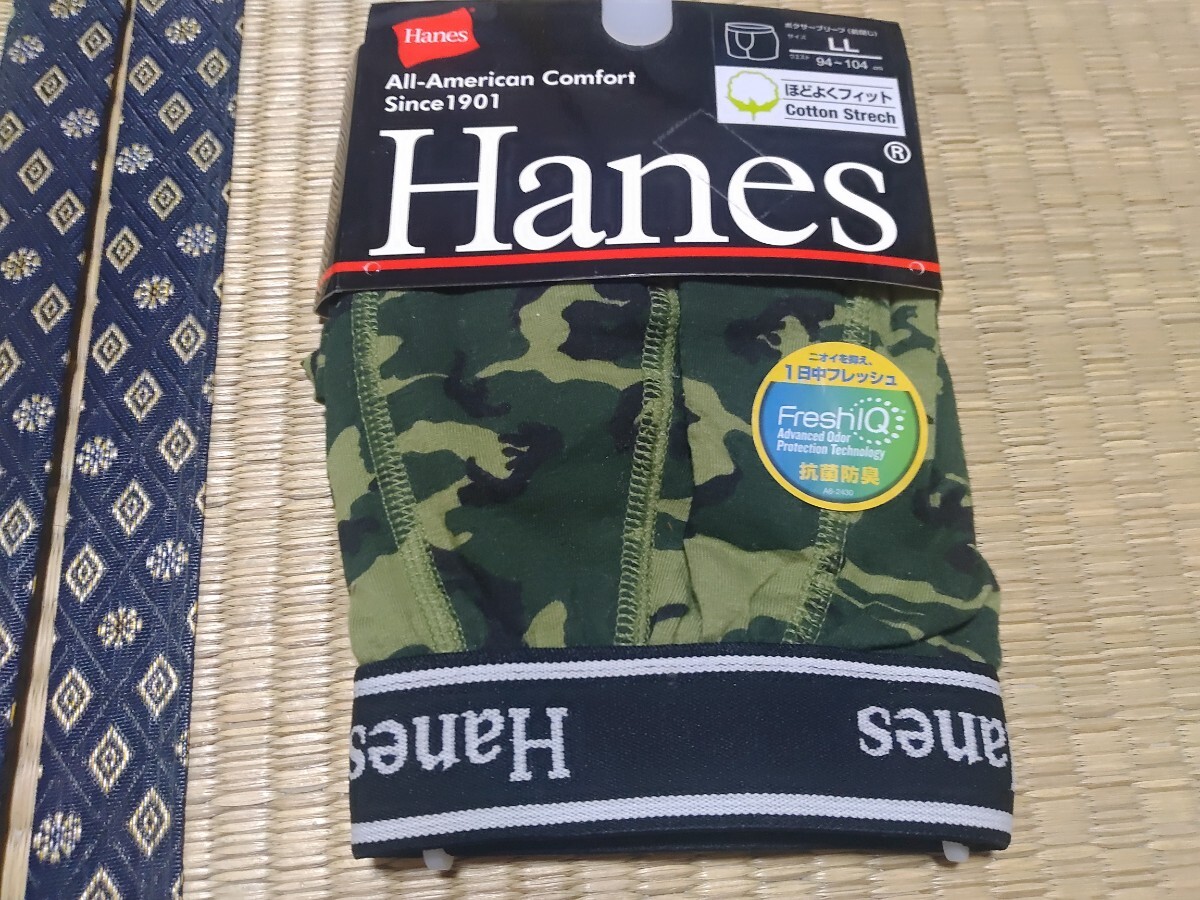 Hanes
All-American Comfort
Since1901
Hanes®
ボクサーブリーフ(前閉じ)
サイズ LL
ウエスト 94~104 cm
ほどよくフィット
Cotton Strech
ニオイを抑え、
1日中フレッシュ
Fresh IQ
Advanced Odor
Protection Technology
抗菌防臭
Hanes
Hanes